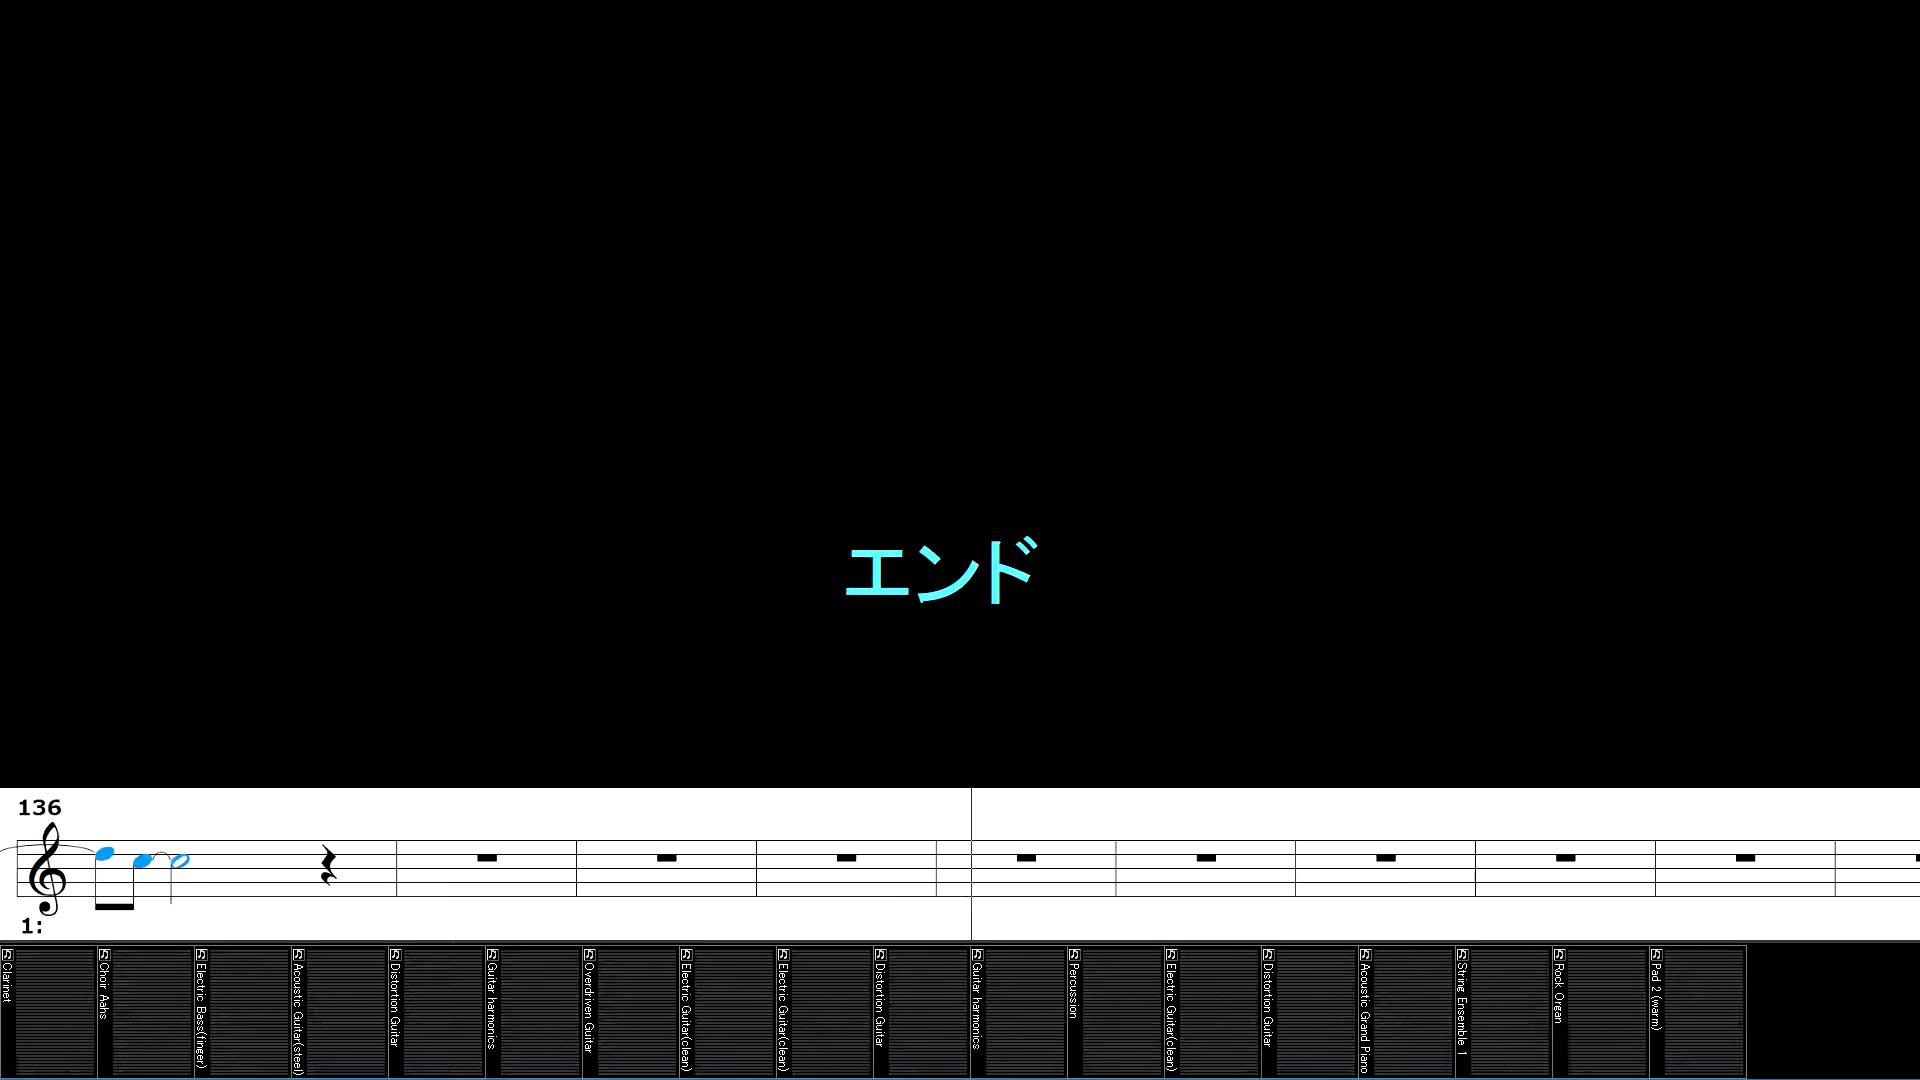 エンド
136
1:
Clarinet
Choir Aahs
Electric Bass(finger)
Acoustic Guitar(steel)
Distortion Guitar
Guitar harmonics
Overdriven Guitar
Electric Guitar(clean)
Electric Guitar(clean)
Distortion Guitar
Guitar harmonics
Percussion
Electric Guitar(clean)
Distortion Guitar
Acoustic Grand Piano
String Ensemble 1
Rock Organ
Pad 2 (warm)